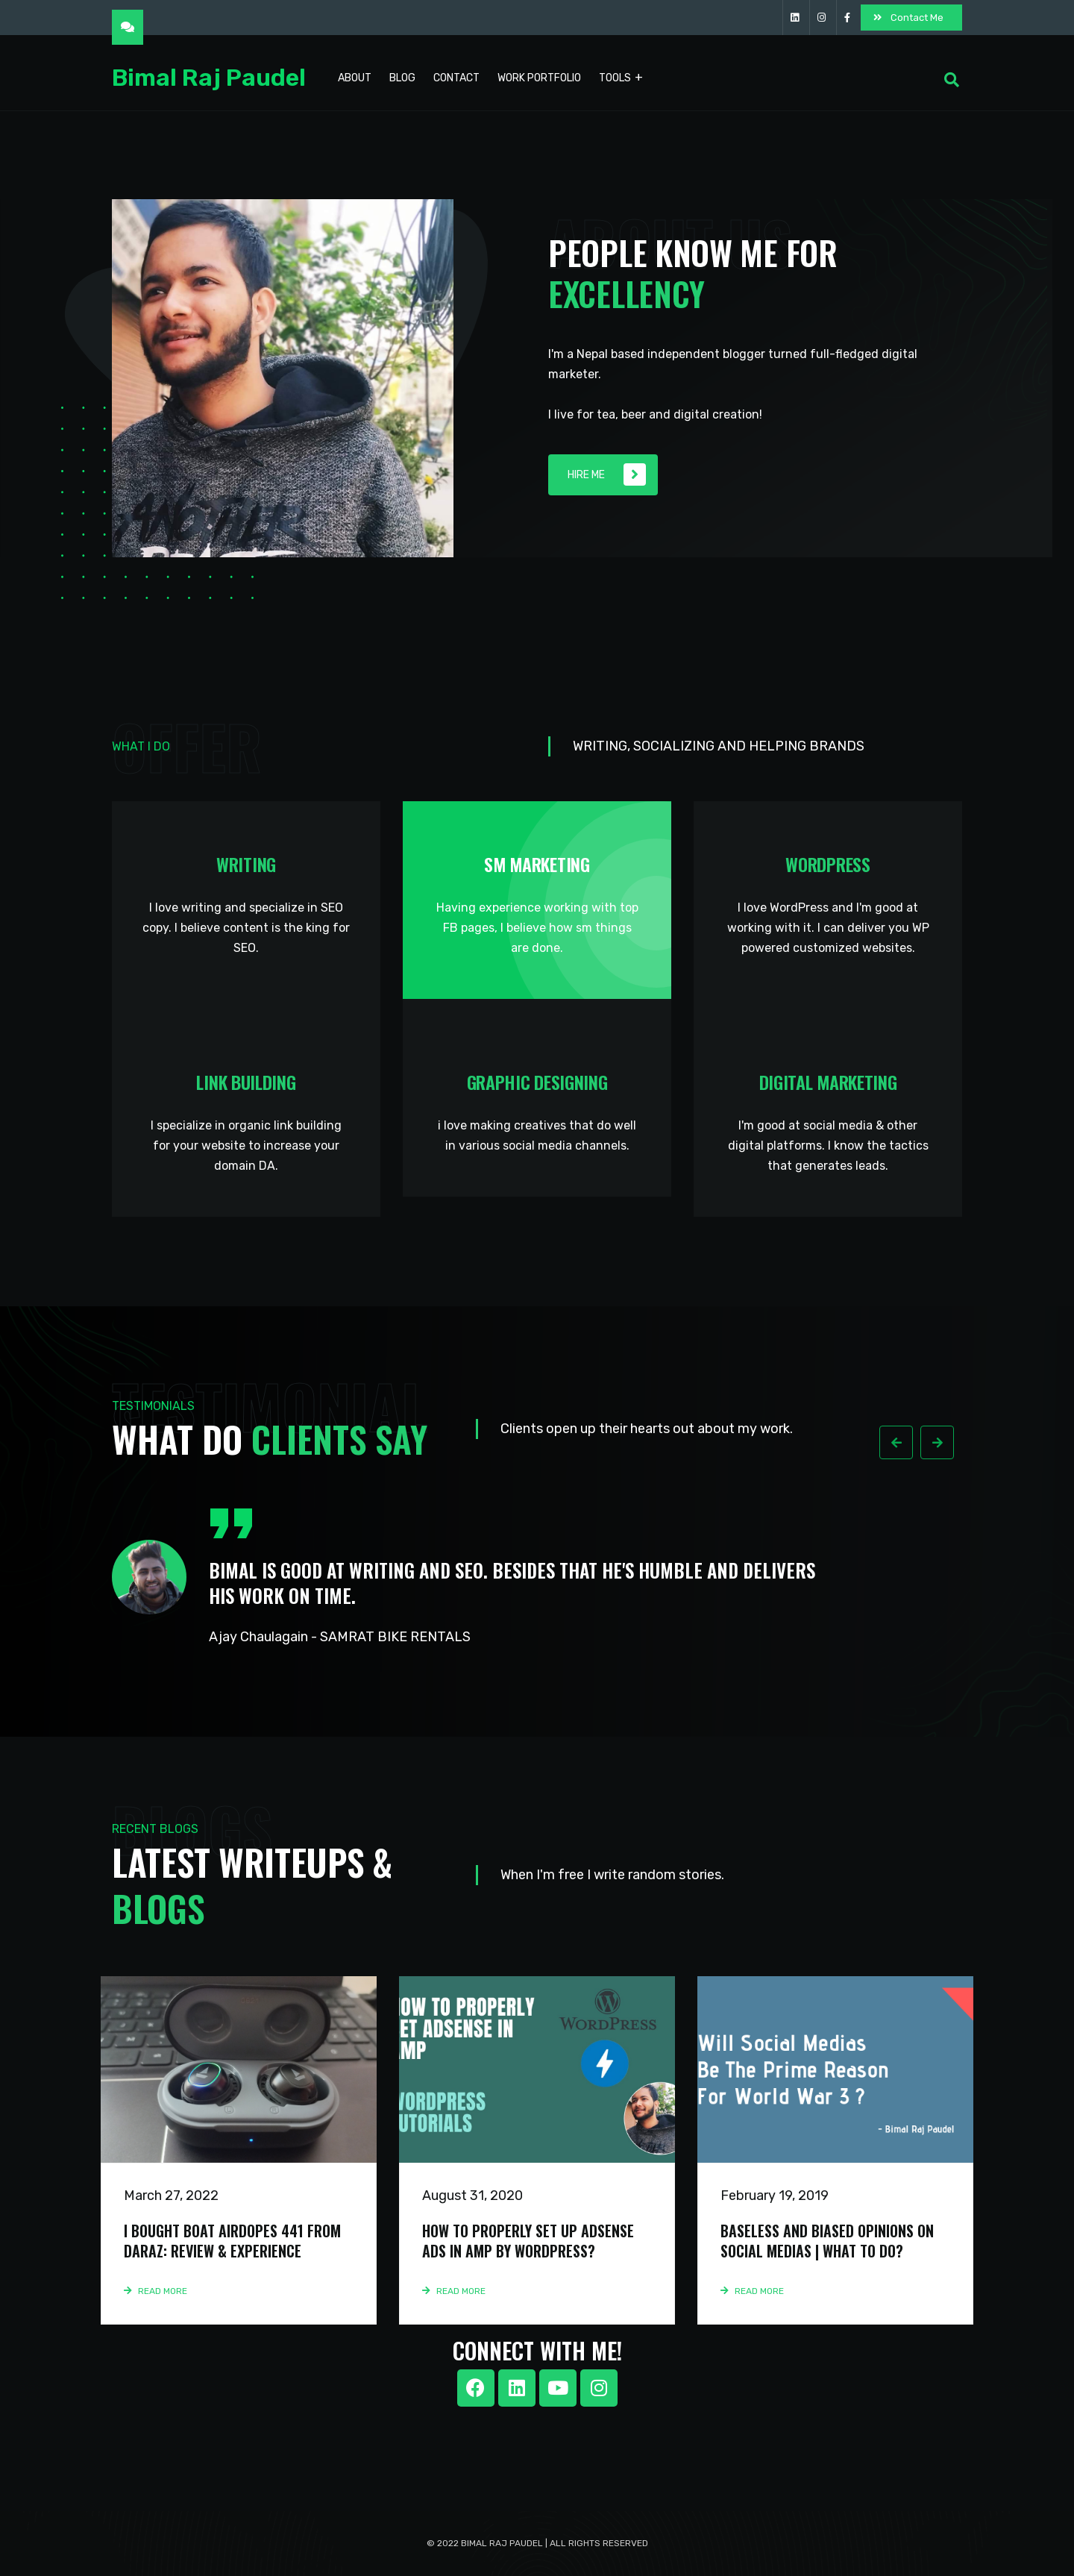 Contact Me
Bimal Raj Paudel
ABOUT
BLOG
CONTACT
WORK PORTFOLIO
TOOLS +
ABOUT US
PEOPLE KNOW ME FOR
EXCELLENCY
I'm a Nepal based independent blogger turned full-fledged digital
marketer.
I live for tea, beer and digital creation!
HIRE ME
ANOTHER
OFFER
WHAT I DO
WRITING, SOCIALIZING AND HELPING BRANDS
WRITING
I love writing and specialize in SEO
copy. I believe content is the king for
SEO.
SM MARKETING
Having experience working with top
FB pages, I believe how sm things
are done.
WORDPRESS
I love WordPress and I'm good at
working with it. I can deliver you WP
powered customized websites.
LINK BUILDING
I specialize in organic link building
for your website to increase your
domain DA.
GRAPHIC DESIGNING
i love making creatives that do well
in various social media channels.
DIGITAL MARKETING
I'm good at social media & other
digital platforms. I know the tactics
that generates leads.
TESTIMONIAL
TESTIMONIALS
WHAT DO CLIENTS SAY
Clients open up their hearts out about my work.
BIMAL IS GOOD AT WRITING AND SEO. BESIDES THAT HE'S HUMBLE AND DELIVERS
HIS WORK ON TIME.
Ajay Chaulagain - SAMRAT BIKE RENTALS
BLOGS
RECENT BLOGS
LATEST WRITEUPS &
BLOGS
When I'm free I write random stories.
March 27, 2022
I BOUGHT BOAT AIRDOPES 441 FROM
DARAZ: REVIEW & EXPERIENCE
READ MORE
OW TO PROPERLY
ET ADSENSE IN
AMP
WORDPRESS
UTORIALS
WORDPRESS
August 31, 2020
HOW TO PROPERLY SET UP ADSENSE
ADS IN AMP BY WORDPRESS?
READ MORE
Will Social Medias
Be The Prime Reason
For World War 3 ?
- Bimal Raj Paudel
February 19, 2019
BASELESS AND BIASED OPINIONS ON
SOCIAL MEDIAS | WHAT TO DO?
READ MORE
CONNECT WITH ME!
© 2022 BIMAL RAJ PAUDEL | ALL RIGHTS RESERVED